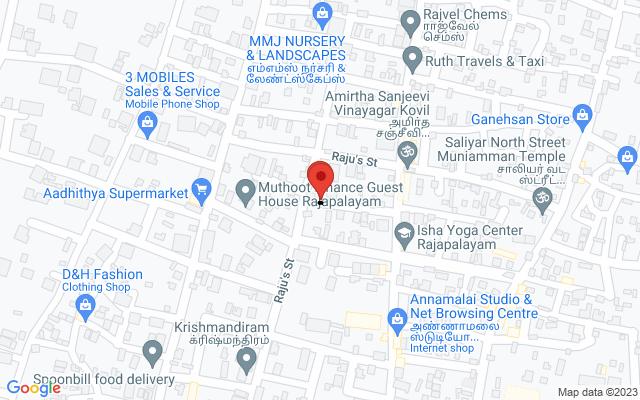 Rajvel Chems
ராஜ்வேல்
செம்ஸ்
MMJ NURSERY
& LANDSCAPES
எம்எம்ஸ் நர்சரி &
லேண்ட்ஸ்கேப்ஸ்
Ruth Travels & Taxi
3 MOBILES
Sales & Service
Mobile Phone Shop
Amirtha Sanjeevi
Vinayagar Kovil
அமிர்த
சஞ்சீவி...
Ganehsan Store
Saliyar North Street
Muniamman Temple
சாலியர் வட
ஸ்ட்ரீட்...
Raju's St
Aadhithya Supermarket
Muthoot Finance Guest
House Rajapalayam
Isha Yoga Center
Rajapalayam
Raju's St
D&H Fashion
Clothing Shop
Annamalai Studio &
Net Browsing Centre
அண்ணாமலை
ஸ்டுடியோ...
Internet shop
Krishmandiram
கரிஷ்மந்திரம்
Spoonbill food delivery
Google
Map data ©2023